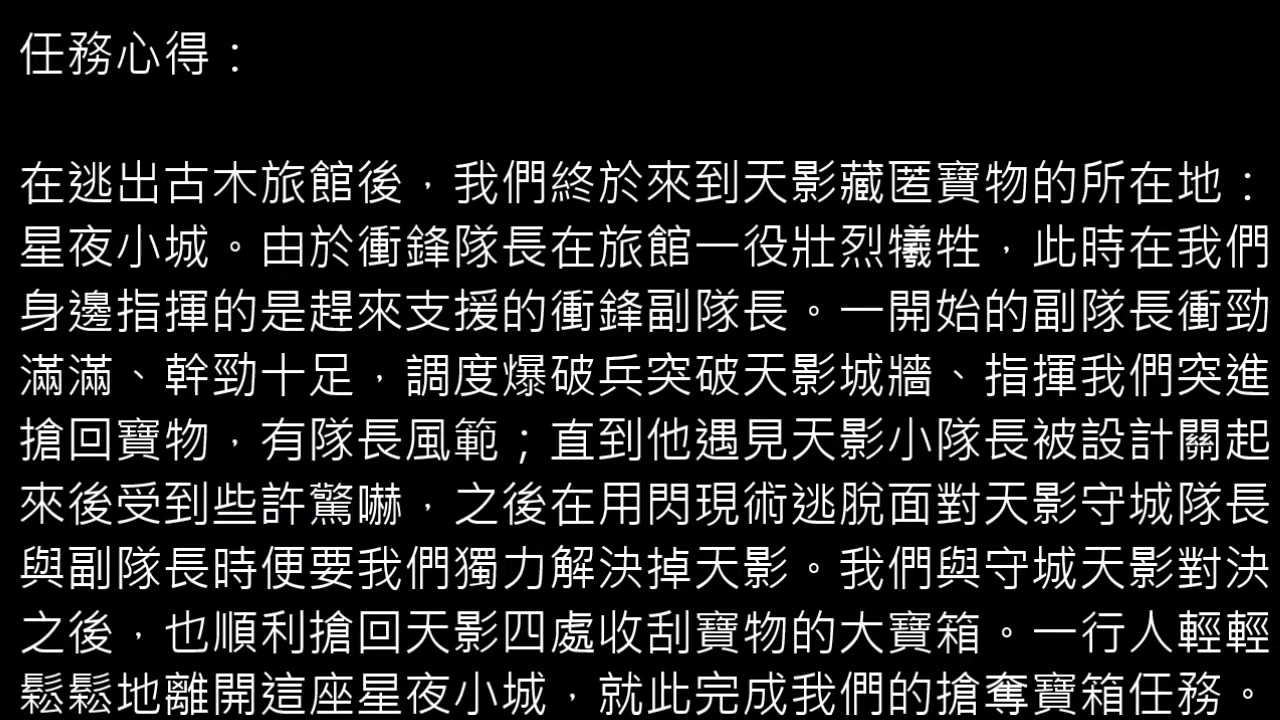 任務心得：
在逃出古木旅館後，我們終於來到天影藏匿寶物的所在地：
星夜小城。由於衝鋒隊長在旅館一役壯烈犧牲，此時在我們
身邊指揮的是趕來支援的衝鋒副隊長。一開始的副隊長衝勁
滿滿、幹勁十足，調度爆破兵突破天影城牆、指揮我們突進
搶回寶物，有隊長風範；直到他遇見天影小隊長被設計關起
來後受到些許驚嚇，之後在用閃現術逃脫面對天影守城隊長
與副隊長時便要我們獨力解決掉天影。我們與守城天影對決
之後，也順利搶回天影四處收刮寶物的大寶箱。一行人輕輕
鬆鬆地離開這座星夜小城，就此完成我們的搶奪寶箱任務。